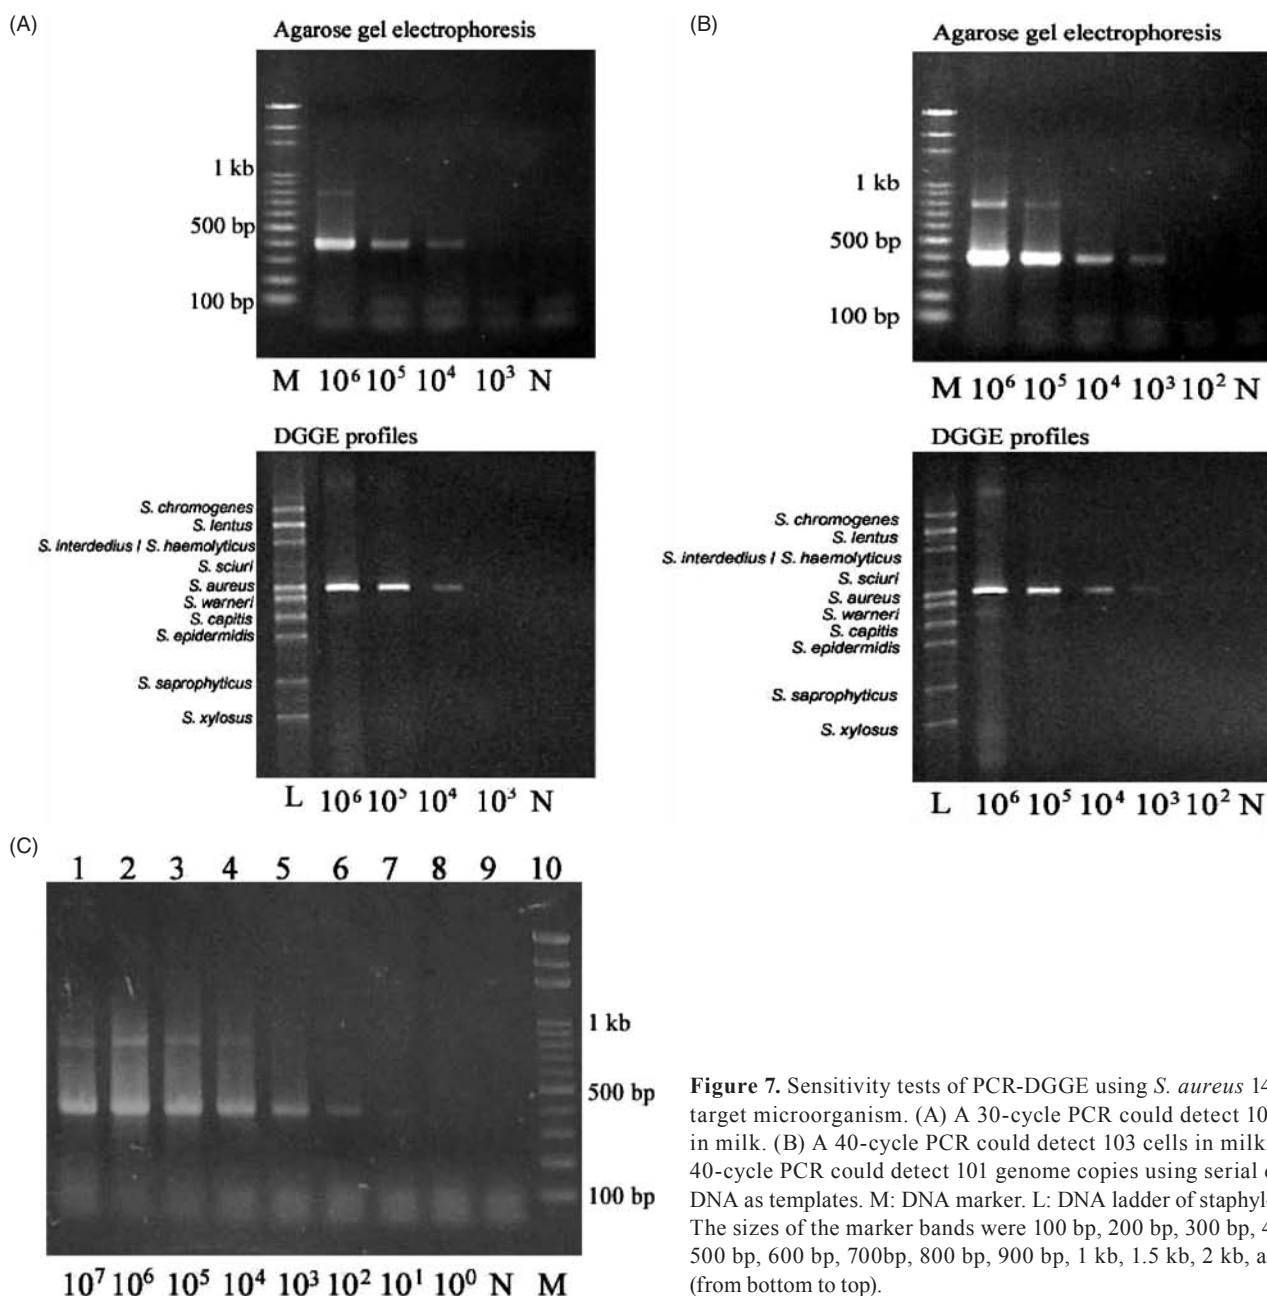 (A)
Agarose gel electrophoresis
1 kb
500 bp
100 bp
M 10⁶ 10⁵ 10⁴ 10³ N
DGGE profiles
S. chromogenes
S. lentus
S. interdedius / S. haemolyticus
S. sciuri
S. aureus
S. warneri
S. capitis
S. epidermidis
S. saprophyticus
S. xylosus
L 10⁶ 10⁵ 10⁴ 10³ N
(B)
Agarose gel electrophoresis
1 kb
500 bp
100 bp
M 10⁶ 10⁵ 10⁴ 10³ 10² N
DGGE profiles
S. chromogenes
S. lentus
S. interdedius / S. haemolyticus
S. sciuri
S. aureus
S. warneri
S. capitis
S. epidermidis
S. saprophyticus
S. xylosus
L 10⁶ 10⁵ 10⁴ 10³ 10² N
(C)
1 2 3 4 5 6 7 8 9 10
1 kb
500 bp
100 bp
10⁷ 10⁶ 10⁵ 10⁴ 10³ 10² 10¹ 10⁰ N M
Figure 7. Sensitivity tests of PCR-DGGE using S. aureus 14
target microorganism. (A) A 30-cycle PCR could detect 10
in milk. (B) A 40-cycle PCR could detect 103 cells in milk
40-cycle PCR could detect 101 genome copies using serial
DNA as templates. M: DNA marker. L: DNA ladder of
The sizes of the marker bands were 100 bp, 200 bp, 300 bp,
500 bp, 600 bp, 700bp, 800 bp, 900 bp, 1 kb, 1.5 kb, 2 kb,
(from bottom to top).